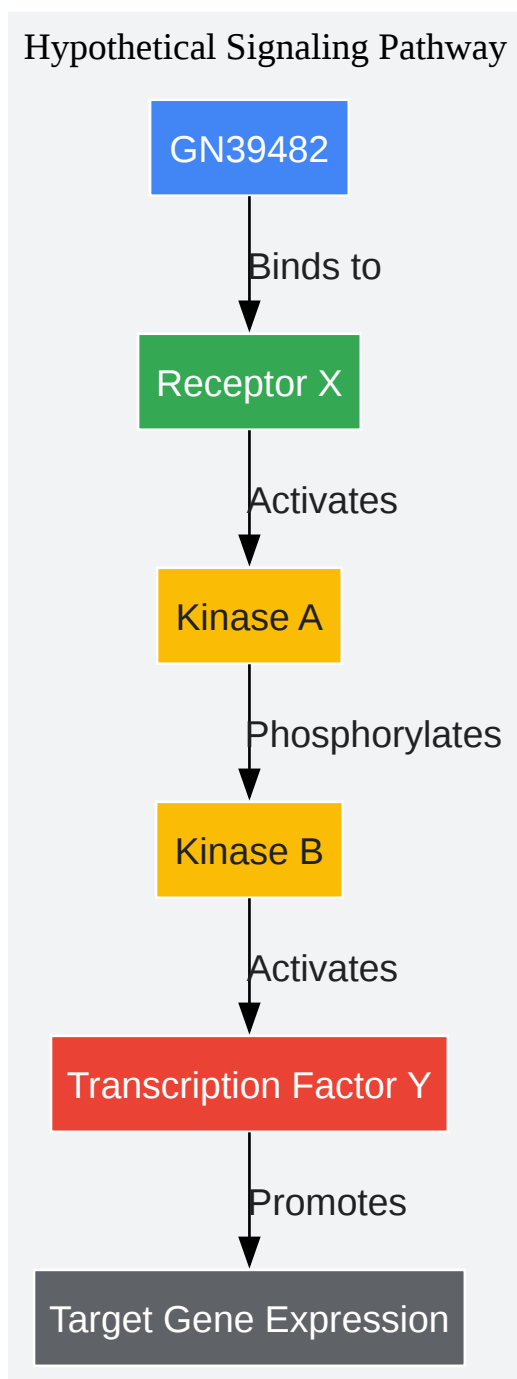 Hypothetical Signaling Pathway
GN39482
Binds to
Receptor X
Activates
Kinase A
Phosphorylates
Kinase B
Activates
Transcription Factor Y
Promotes
Target Gene Expression